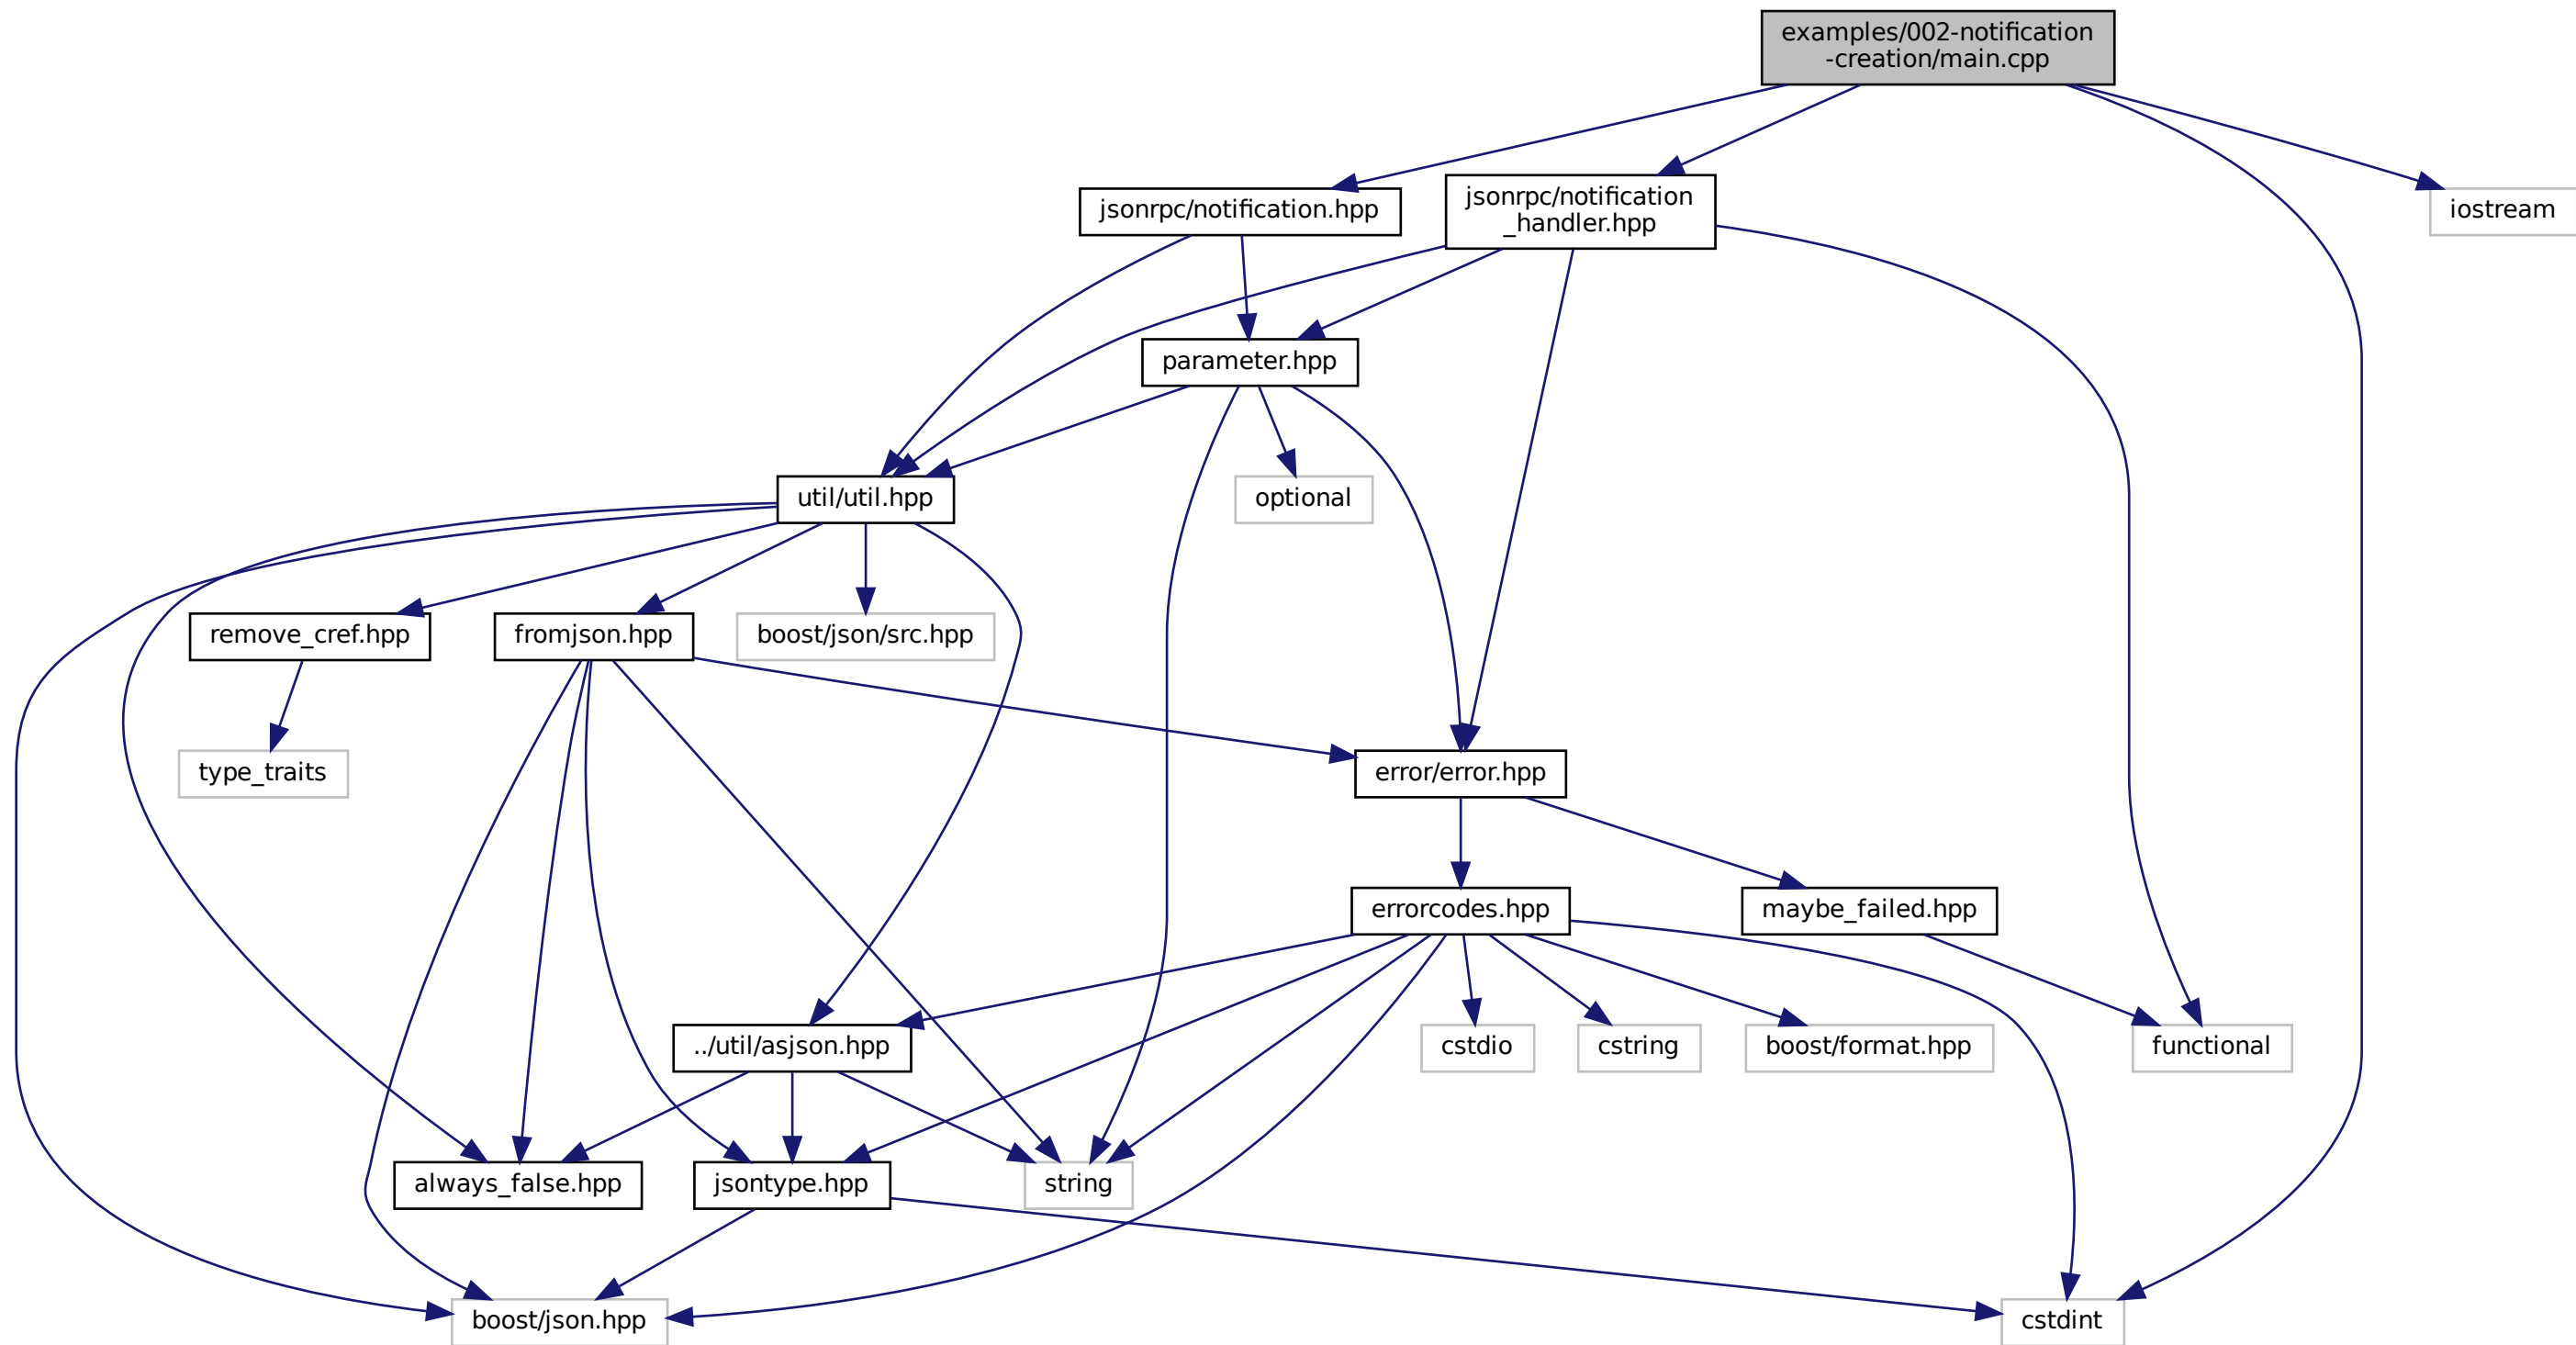 examples/002-notification
-creation/main.cpp
jsonrpc/notification.hpp
jsonrpc/notification
_handler.hpp
iostream
parameter.hpp
util/util.hpp
optional
remove_cref.hpp
fromjson.hpp
boost/json/src.hpp
type_traits
error/error.hpp
errorcodes.hpp
maybe_failed.hpp
../util/asjson.hpp
cstdio
cstring
boost/format.hpp
functional
always_false.hpp
jsontype.hpp
string
boost/json.hpp
cstdint